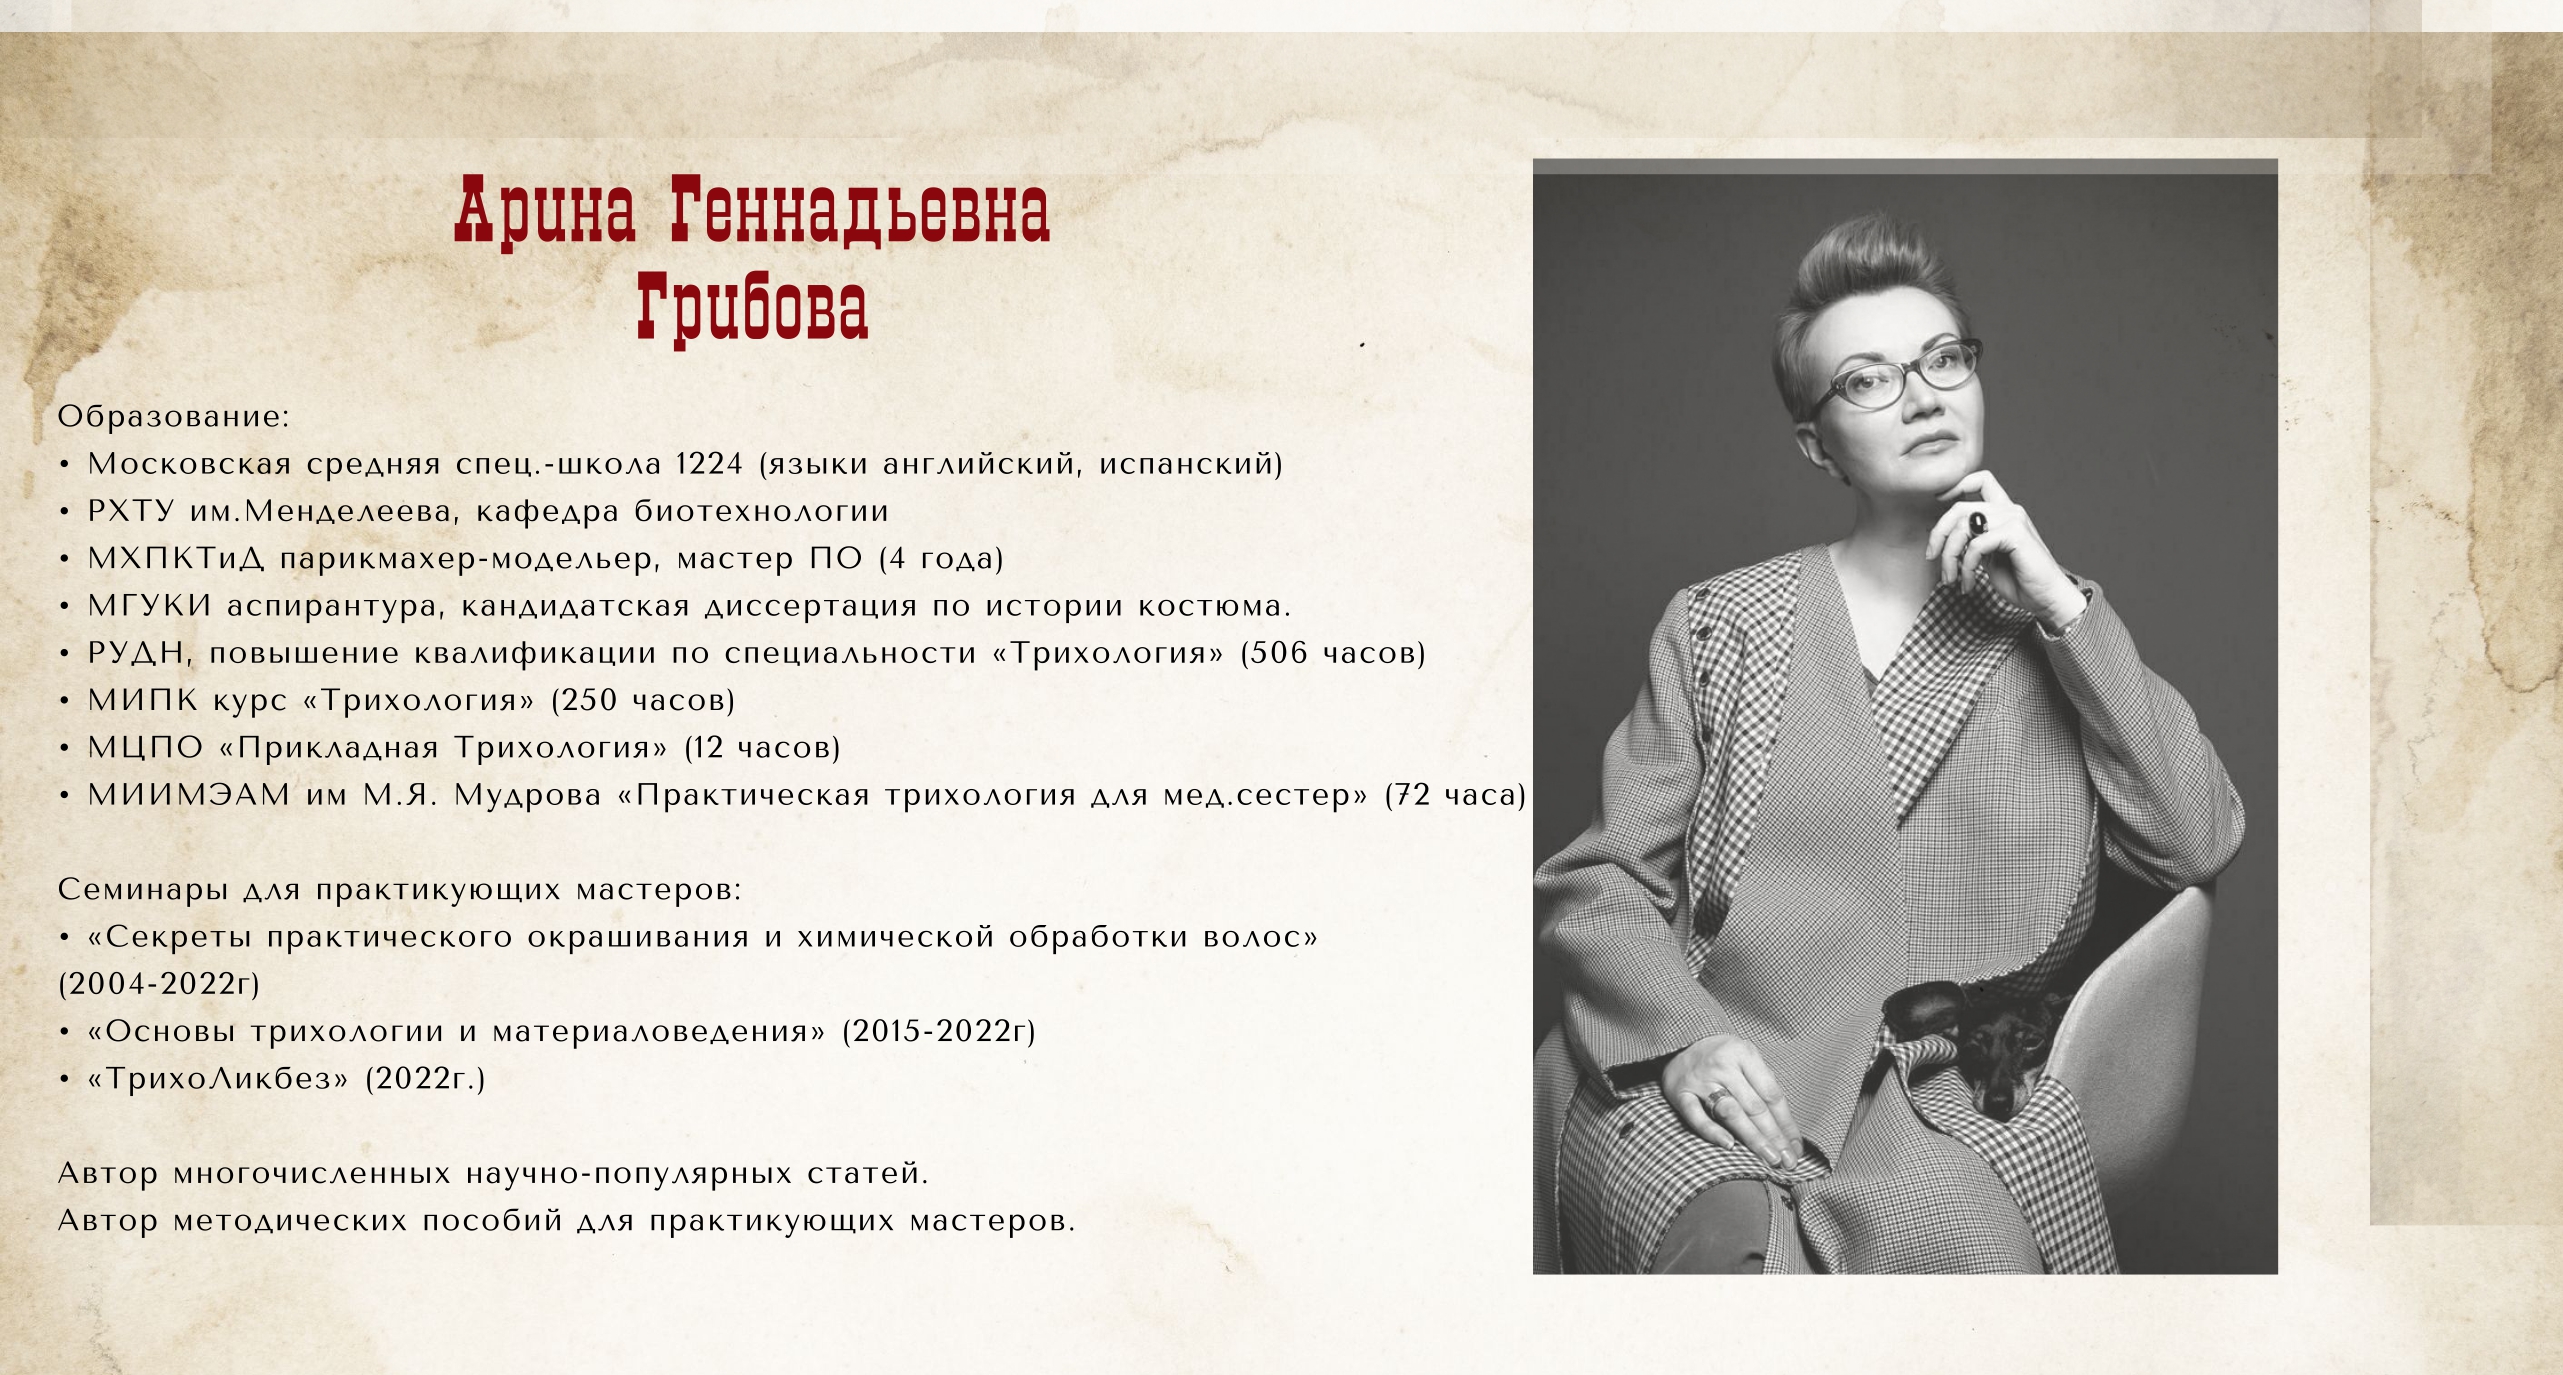 Арина Геннадьевна
Грибова
Образование:
• Московская средняя спец.-школа 1224 (языки английский, испанский)
• РХТУ им.Менделеева, кафедра биотехнологии
• МХПКТиД парикмахер-модельер, мастер ПО (4 года)
• МГУКИ аспирантура, кандидатская диссертация по истории костюма.
• РУДН, повышение квалификации по специальности «Трихология» (506 часов)
• МИПК курс «Трихология» (250 часов)
• МЦПО «Прикладная Трихология» (12 часов)
• МИИМЭАМ им М.Я. Мудрова «Практическая трихология для мед.сестер» (72 часа)
Семинары для практикующих мастеров:
• «Секреты практического окрашивания и химической обработки волос»
(2004-2022г)
• «Основы трихологии и материаловедения» (2015-2022г)
• «ТрихоЛикбез» (2022г.)
Автор многочисленных научно-популярных статей.
Автор методических пособий для практикующих мастеров.